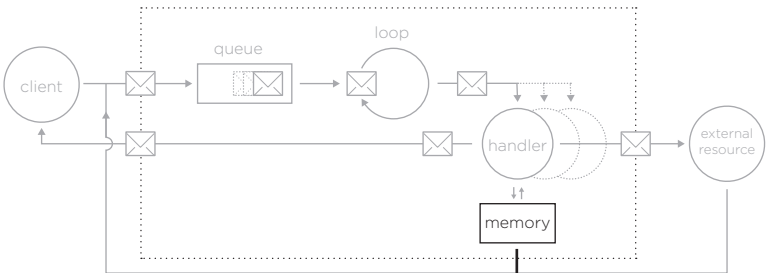 loop
queue
client
handler
external
resource
memory